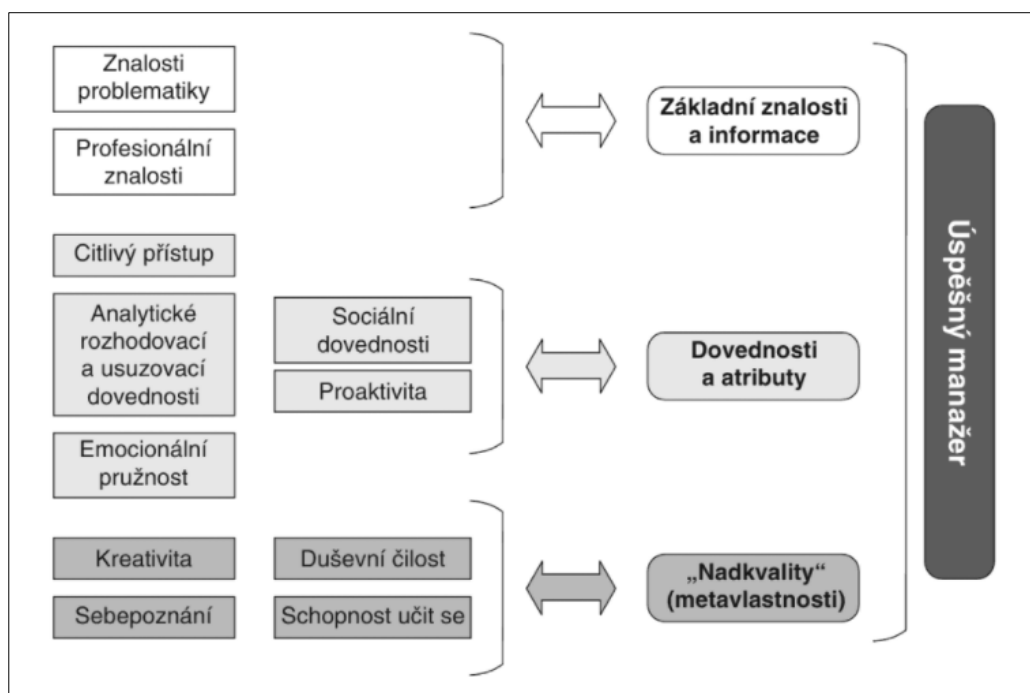 Znalosti
problematiky
Profesionální
znalosti
Základní znalosti
a informace
Citlivý přístup
Analytické
rozhodovací
a usuzovací
dovednosti
Emocionální
pružnost
Sociální
dovednosti
Proaktivita
Dovednosti
a atributy
Kreativita
Duševní čilost
Sebepoznání
Schopnost učit se
„Nadkvality“
(metavlastnosti)
Úspěšný manažer